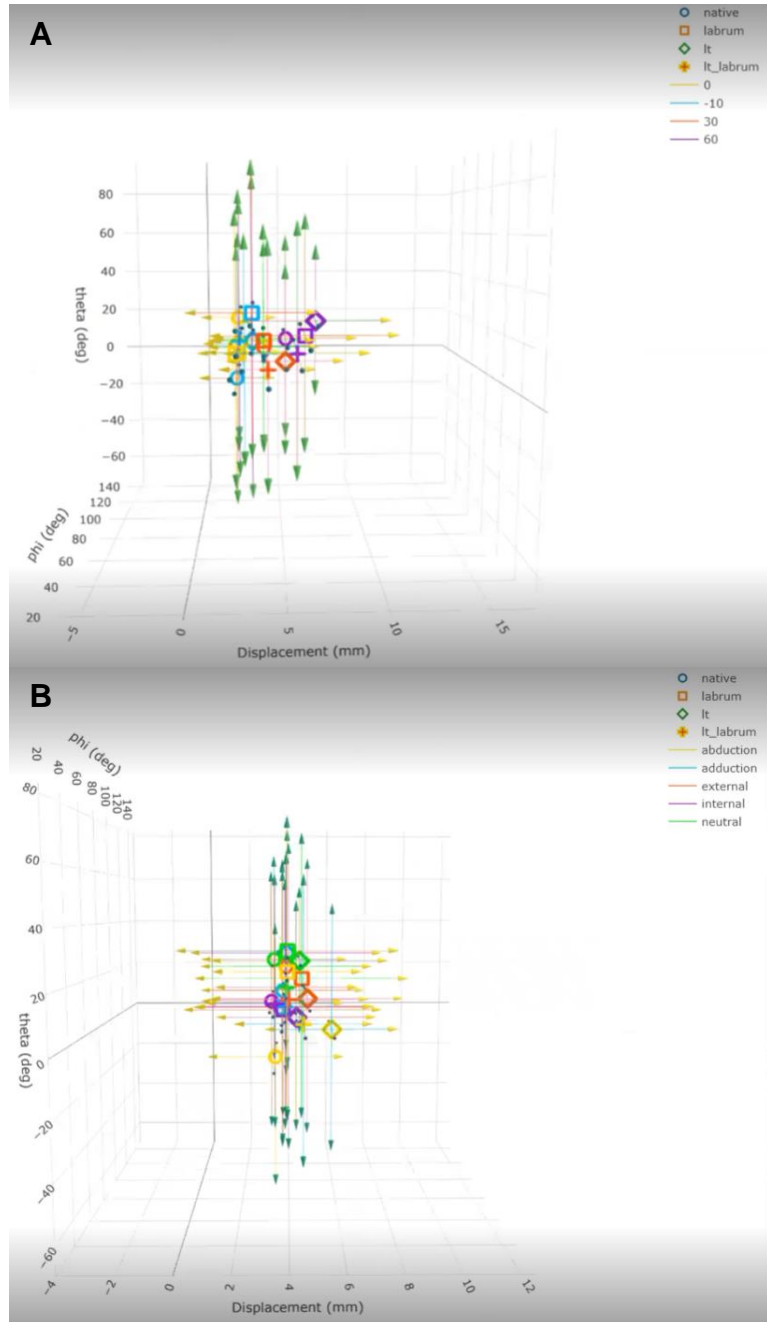 A
native
labrum
lt
lt_labrum
0
-10
30
60
80
60
40
20
0
−20
−40
−60
theta (deg)
140
120
100
80
60
40
20
phi (deg)
−5
0
5
10
15
Displacement (mm)
B
native
labrum
lt
lt_labrum
abduction
adduction
external
internal
neutral
phi (deg)
20
40
60
80
100
120
140
80
60
40
20
0
−20
−40
−60
theta (deg)
−4
−2
0
2
4
6
8
10
12
Displacement (mm)